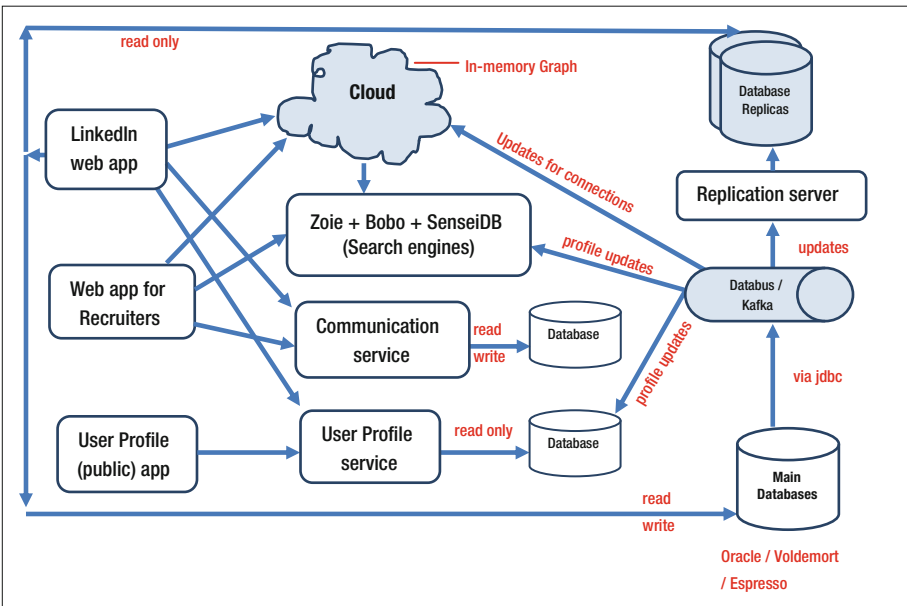 read only
In-memory Graph
Cloud
Database
Replicas
LinkedIn
web app
Updates for connections
Replication server
Zoie + Bobo + SenseiDB
(Search engines)
profile updates
updates
Web app for
Recruiters
Databus /
Kafka
Communication
service
read
write
Database
profile updates
via jdbc
User Profile
(public) app
User Profile
service
read only
Database
Main
Databases
read
write
Oracle / Voldemort
/ Espresso